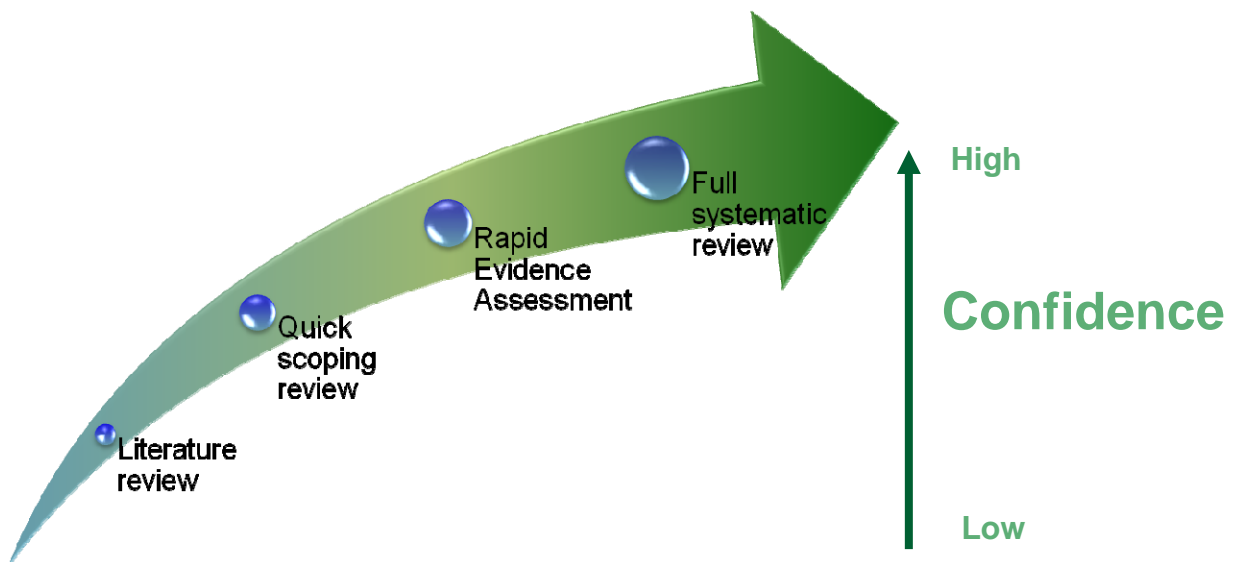 Literature
review
Quick
scoping
review
Rapid
Evidence
Assessment
Full
systematic
review
High
Confidence
Low